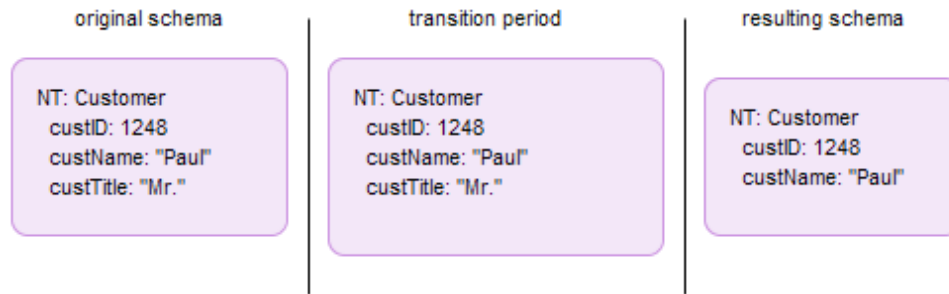 original schema
transition period
resulting schema
NT: Customer
custID: 1248
custName: "Paul"
custTitle: "Mr."
NT: Customer
custID: 1248
custName: "Paul"
custTitle: "Mr."
NT: Customer
custID: 1248
custName: "Paul"